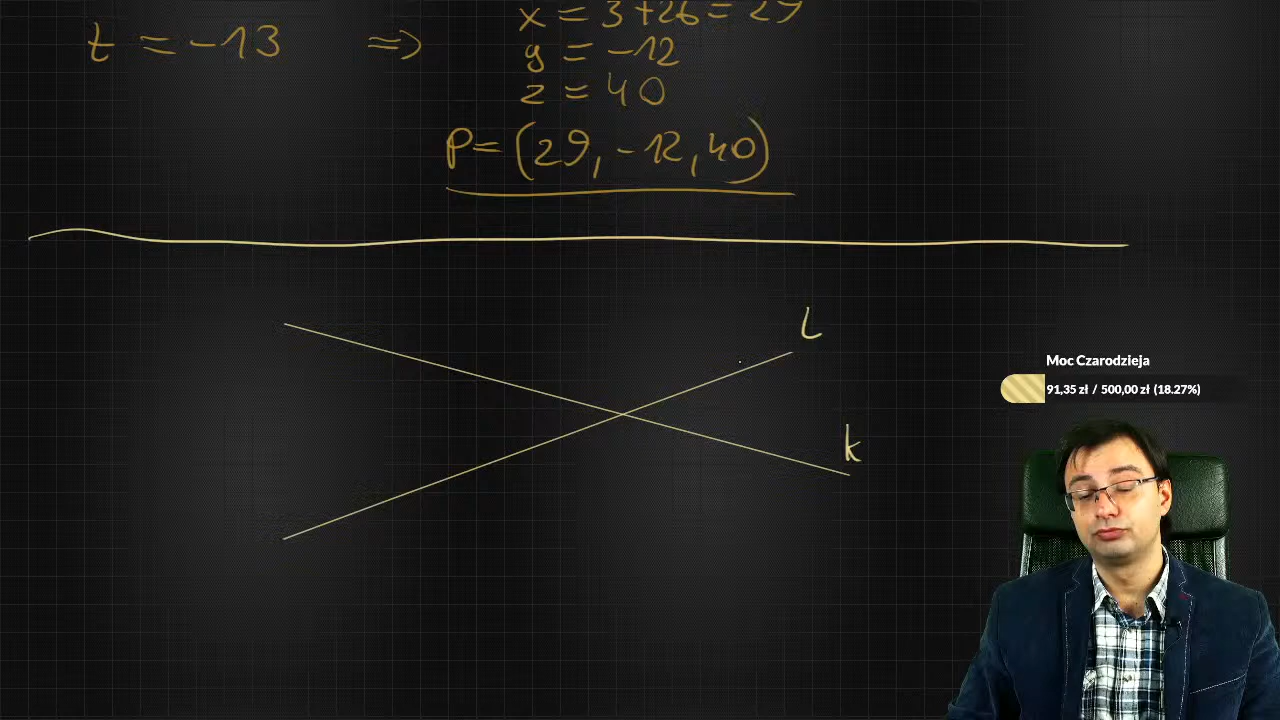 x = 3+26 = 29
t = -13 => y = -12
z = 40
P = (29, -12, 40)
L
k
Moc Czarodzieja
91,35 zł / 500,00 zł (18.27%)